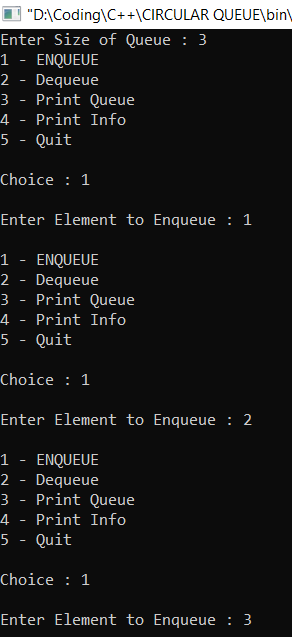 "D:\Coding\C++\CIRCULAR QUEUE\bin\
Enter Size of Queue : 3
1 - ENQUEUE
2 - Dequeue
3 - Print Queue
4 - Print Info
5 - Quit
Choice : 1
Enter Element to Enqueue : 1
1 - ENQUEUE
2 - Dequeue
3 - Print Queue
4 - Print Info
5 - Quit
Choice : 1
Enter Element to Enqueue : 2
1 - ENQUEUE
2 - Dequeue
3 - Print Queue
4 - Print Info
5 - Quit
Choice : 1
Enter Element to Enqueue : 3